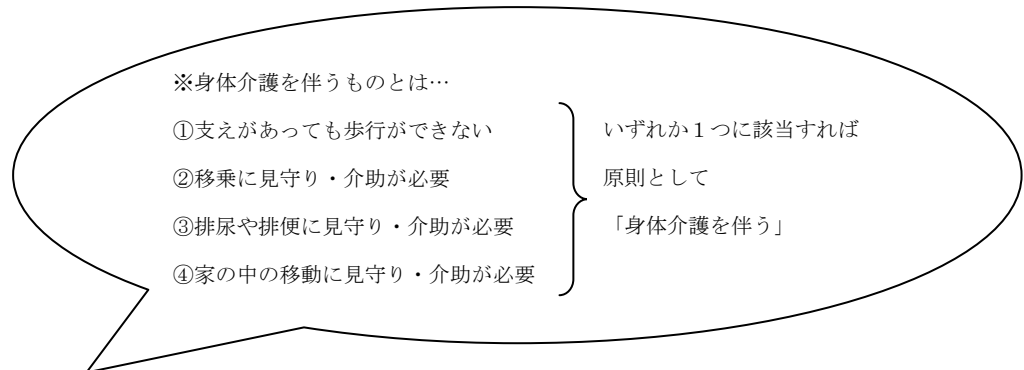 ※身体介護を伴うものとは…
①支えがあっても歩行ができない
②移乗に見守り・介助が必要
③排尿や排便に見守り・介助が必要
④家の中の移動に見守り・介助が必要
いずれか１つに該当すれば
原則として
「身体介護を伴う」